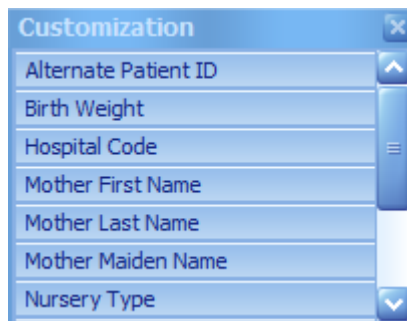 Customization
Alternate Patient ID
Birth Weight
Hospital Code
Mother First Name
Mother Last Name
Mother Maiden Name
Nursery Type